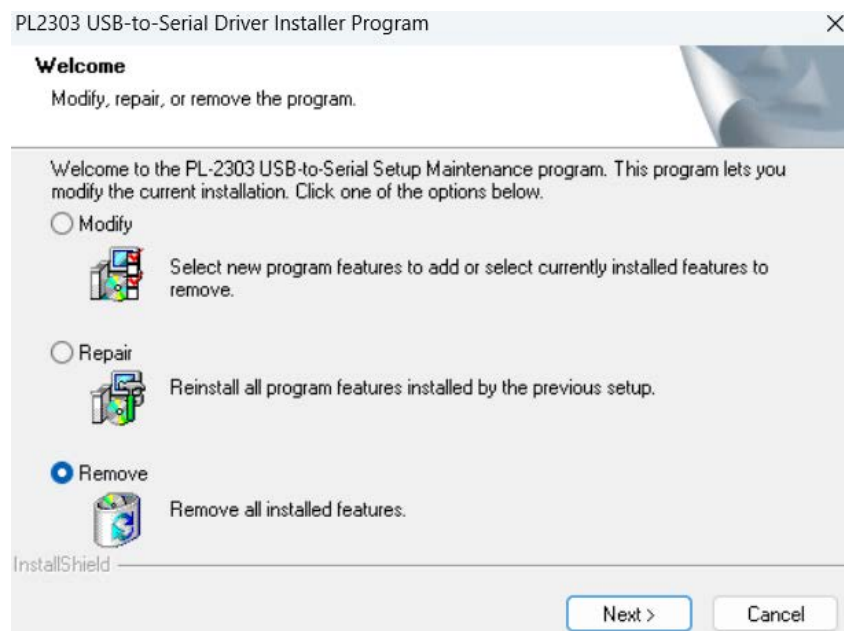 PL2303 USB-to-Serial Driver Installer Program
Welcome
Modify, repair, or remove the program.
Welcome to the PL-2303 USB-to-Serial Setup Maintenance program. This program lets you
modify the current installation. Click one of the options below.
Modify
Select new program features to add or select currently installed features to
remove.
Repair
Reinstall all program features installed by the previous setup.
Remove
Remove all installed features.
InstallShield
Next >
Cancel